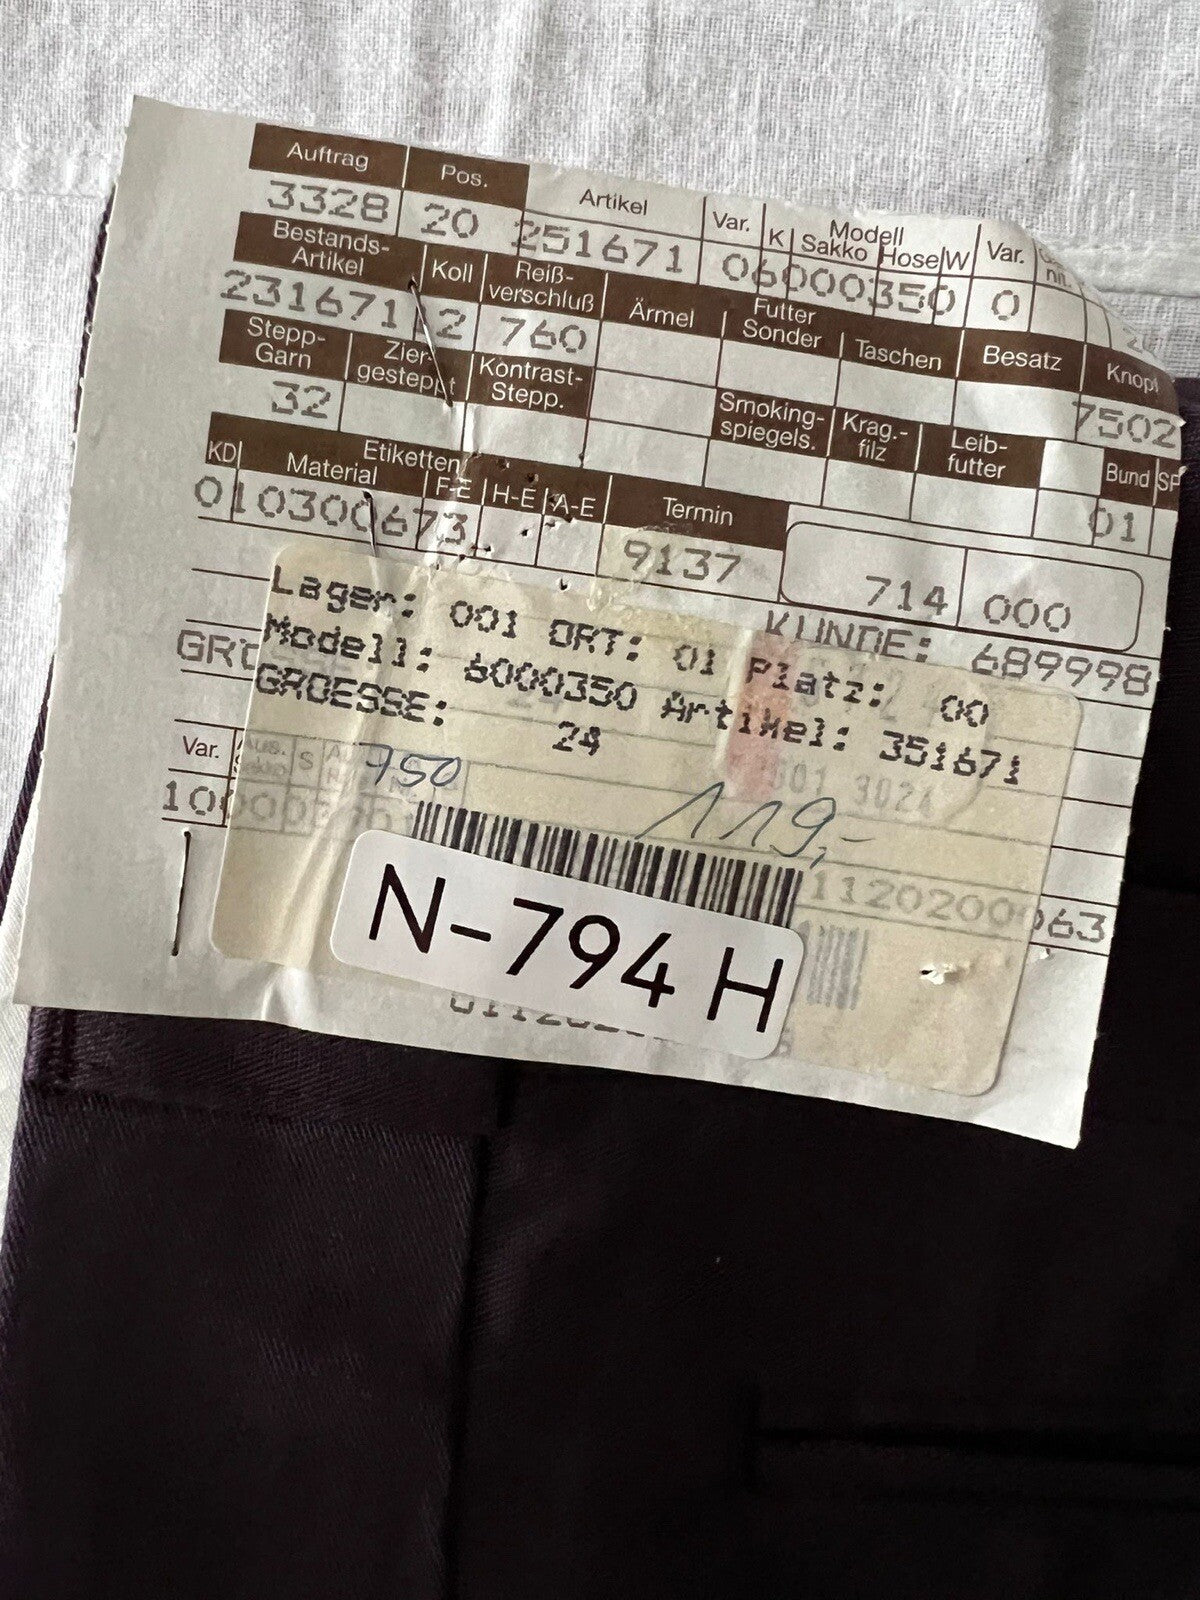 Auftrag Pos. Artikel Var. K Modell Sakko Hose W Var.
3328 20 251671 06000350 0
Bestands-Artikel Koll Reiß-verschluß Ärmel Futter Sonder Taschen Besatz Knopf
231671 2 760 7502
Stepp-Garn Zier-gesteppt Kontrast-Stepp. Smoking-spiegels. Krag.-filz Leib-futter Bund SP
32 01
KD Material Etiketten F-E H-E A-E Termin
010300673 9137 714 000
KUNDE: 689998
Lager: 001 ORT: 01 Platz: 00
Modell: 6000350 Artikel: 351671
GROESSE: 24
Var.
750
119,-
11202000063
N-794 H